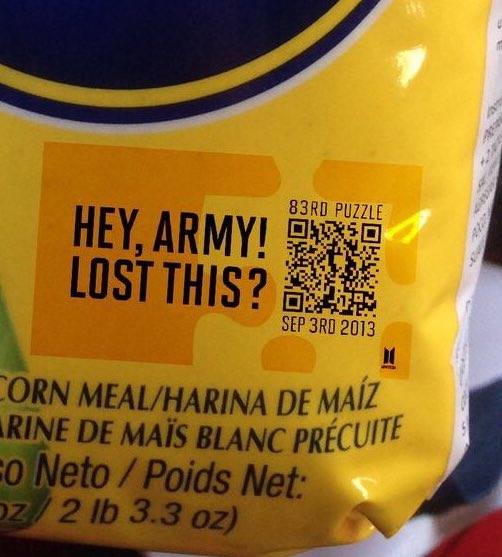 83RD PUZZLE
HEY, ARMY!
LOST THIS?
SEP 3RD 2013
CORN MEAL/HARINA DE MAÍZ
ARINE DE MAÏS BLANC PRÉCUITE
so Neto / Poids Net:
oz / 2 lb 3.3 oz)